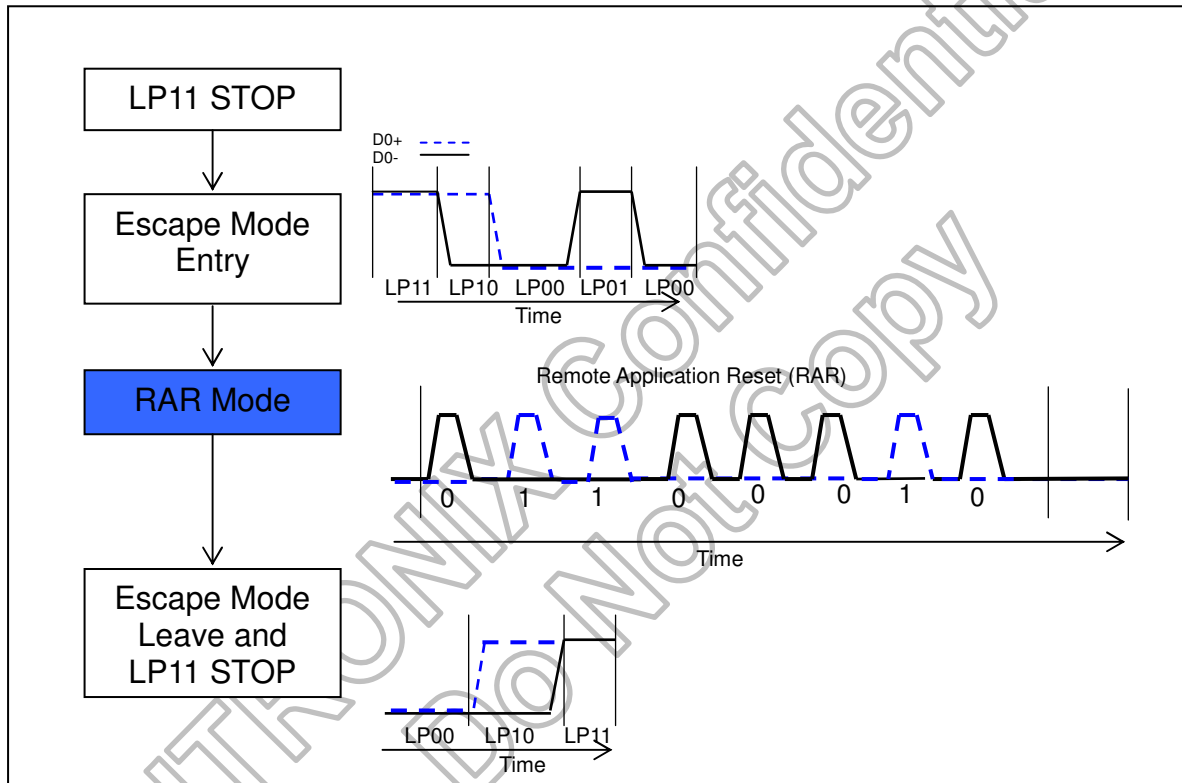 LP11 STOP
Escape Mode
Entry
RAR Mode
Escape Mode
Leave and
LP11 STOP
D0+
D0-
LP11 LP10 LP00 LP01 LP00
Time
Remote Application Reset (RAR)
0 1 1 0 0 0 1 0
Time
LP00 LP10 LP11
Time
TRONIX Confidential
Do Not Copy